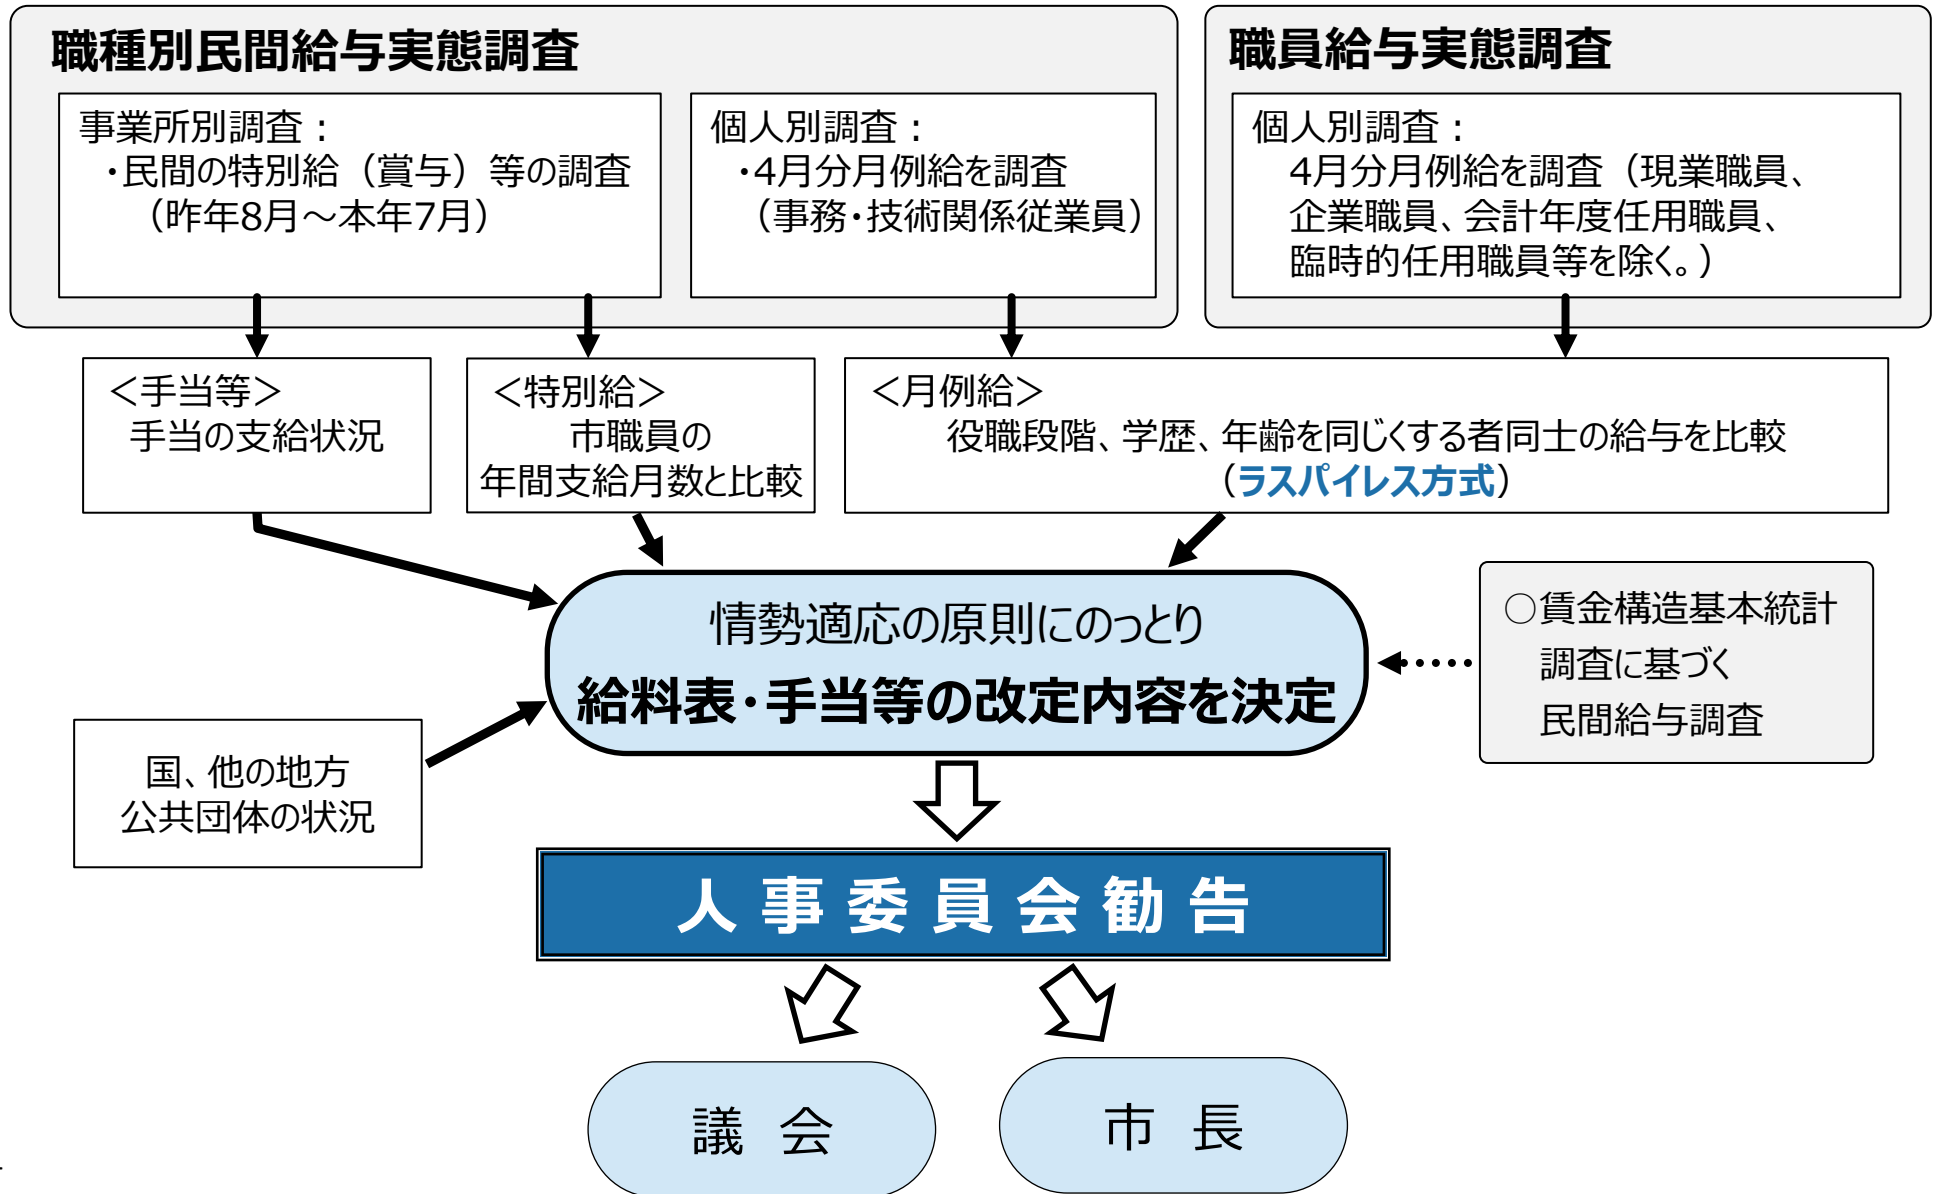 職種別民間給与実態調査
事業所別調査：
・民間の特別給（賞与）等の調査
（昨年8月～本年7月）
個人別調査：
・4月分月例給を調査
（事務・技術関係従業員）
職員給与実態調査
個人別調査：
4月分月例給を調査（現業職員、
企業職員、会計年度任用職員、
臨時的任用職員等を除く。）
＜手当等＞
手当の支給状況
＜特別給＞
市職員の
年間支給月数と比較
＜月例給＞
役職段階、学歴、年齢を同じくする者同士の給与を比較
（ラスパイレス方式）
情勢適応の原則にのっとり
給料表・手当等の改定内容を決定
○賃金構造基本統計
調査に基づく
民間給与調査
国、他の地方
公共団体の状況
人事委員会勧告
議 会
市 長